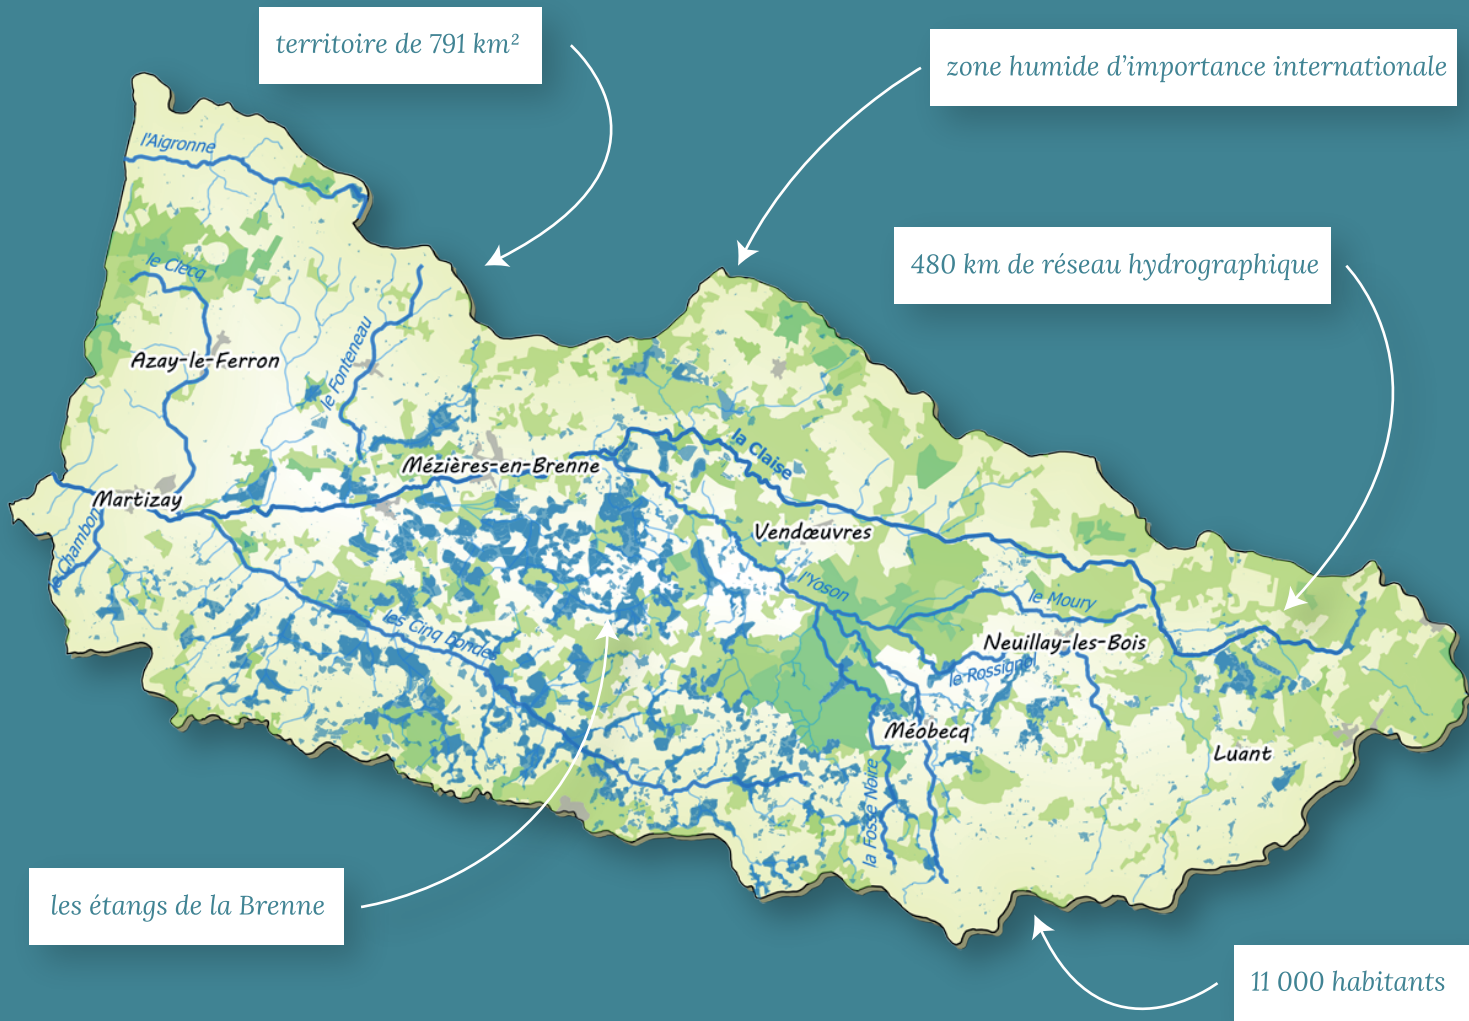 territoire de 791 km²
zone humide d'importance internationale
l'Aigronne
480 km de réseau hydrographique
le Clecq
Azay-le-Ferron
le Fonteneau
la Claise
Mézières-en-Brenne
Martizay
le Chambon
Vendœuvres
l'Yoson
le Moury
les Cinq Bondes
Neuillay-les-Bois
le Rossignol
Méobecq
Luant
la Fosse Noire
les étangs de la Brenne
11 000 habitants